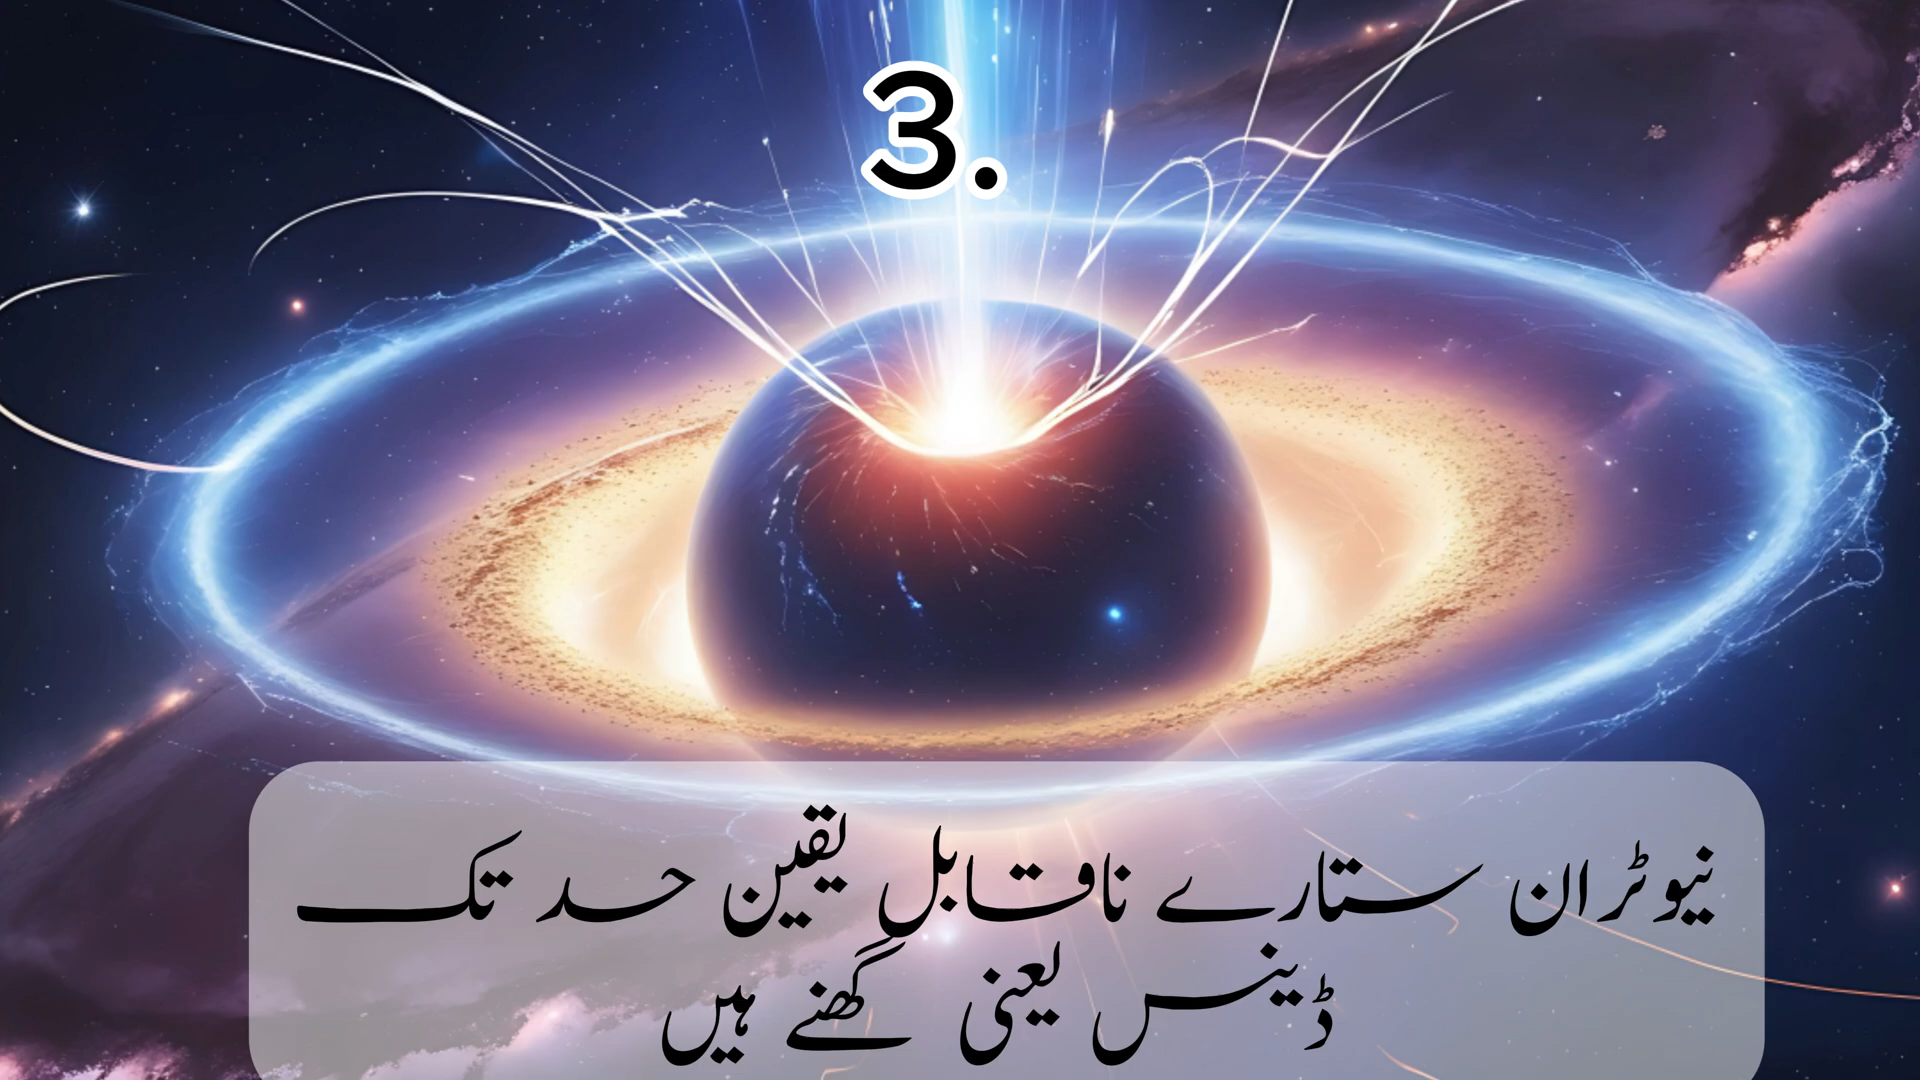 3.
نیوٹران ستارے ناقابل یقین حد تک
ڈینس یعنی گھنے ہیں